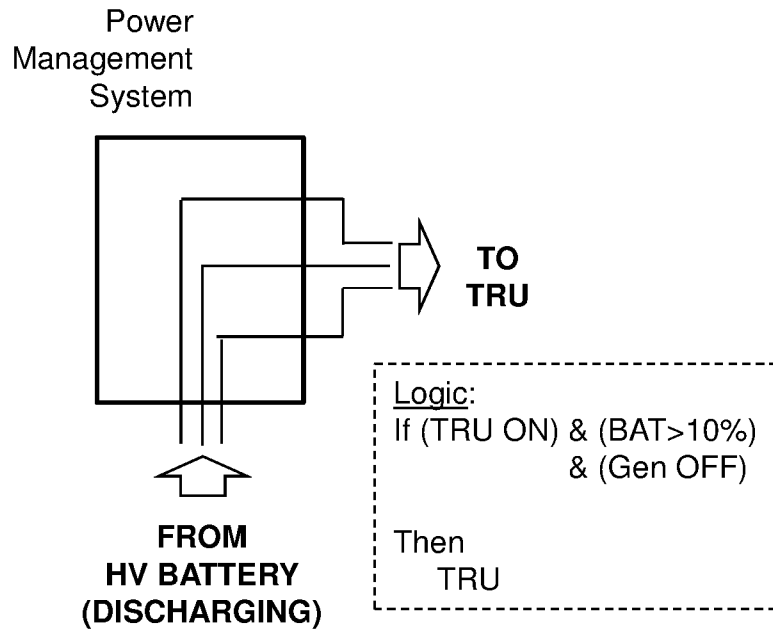 Power
Management
System
TO
TRU
Logic:
If (TRU ON) & (BAT>10%)
& (Gen OFF)
Then
TRU
FROM
HV BATTERY
(DISCHARGING)